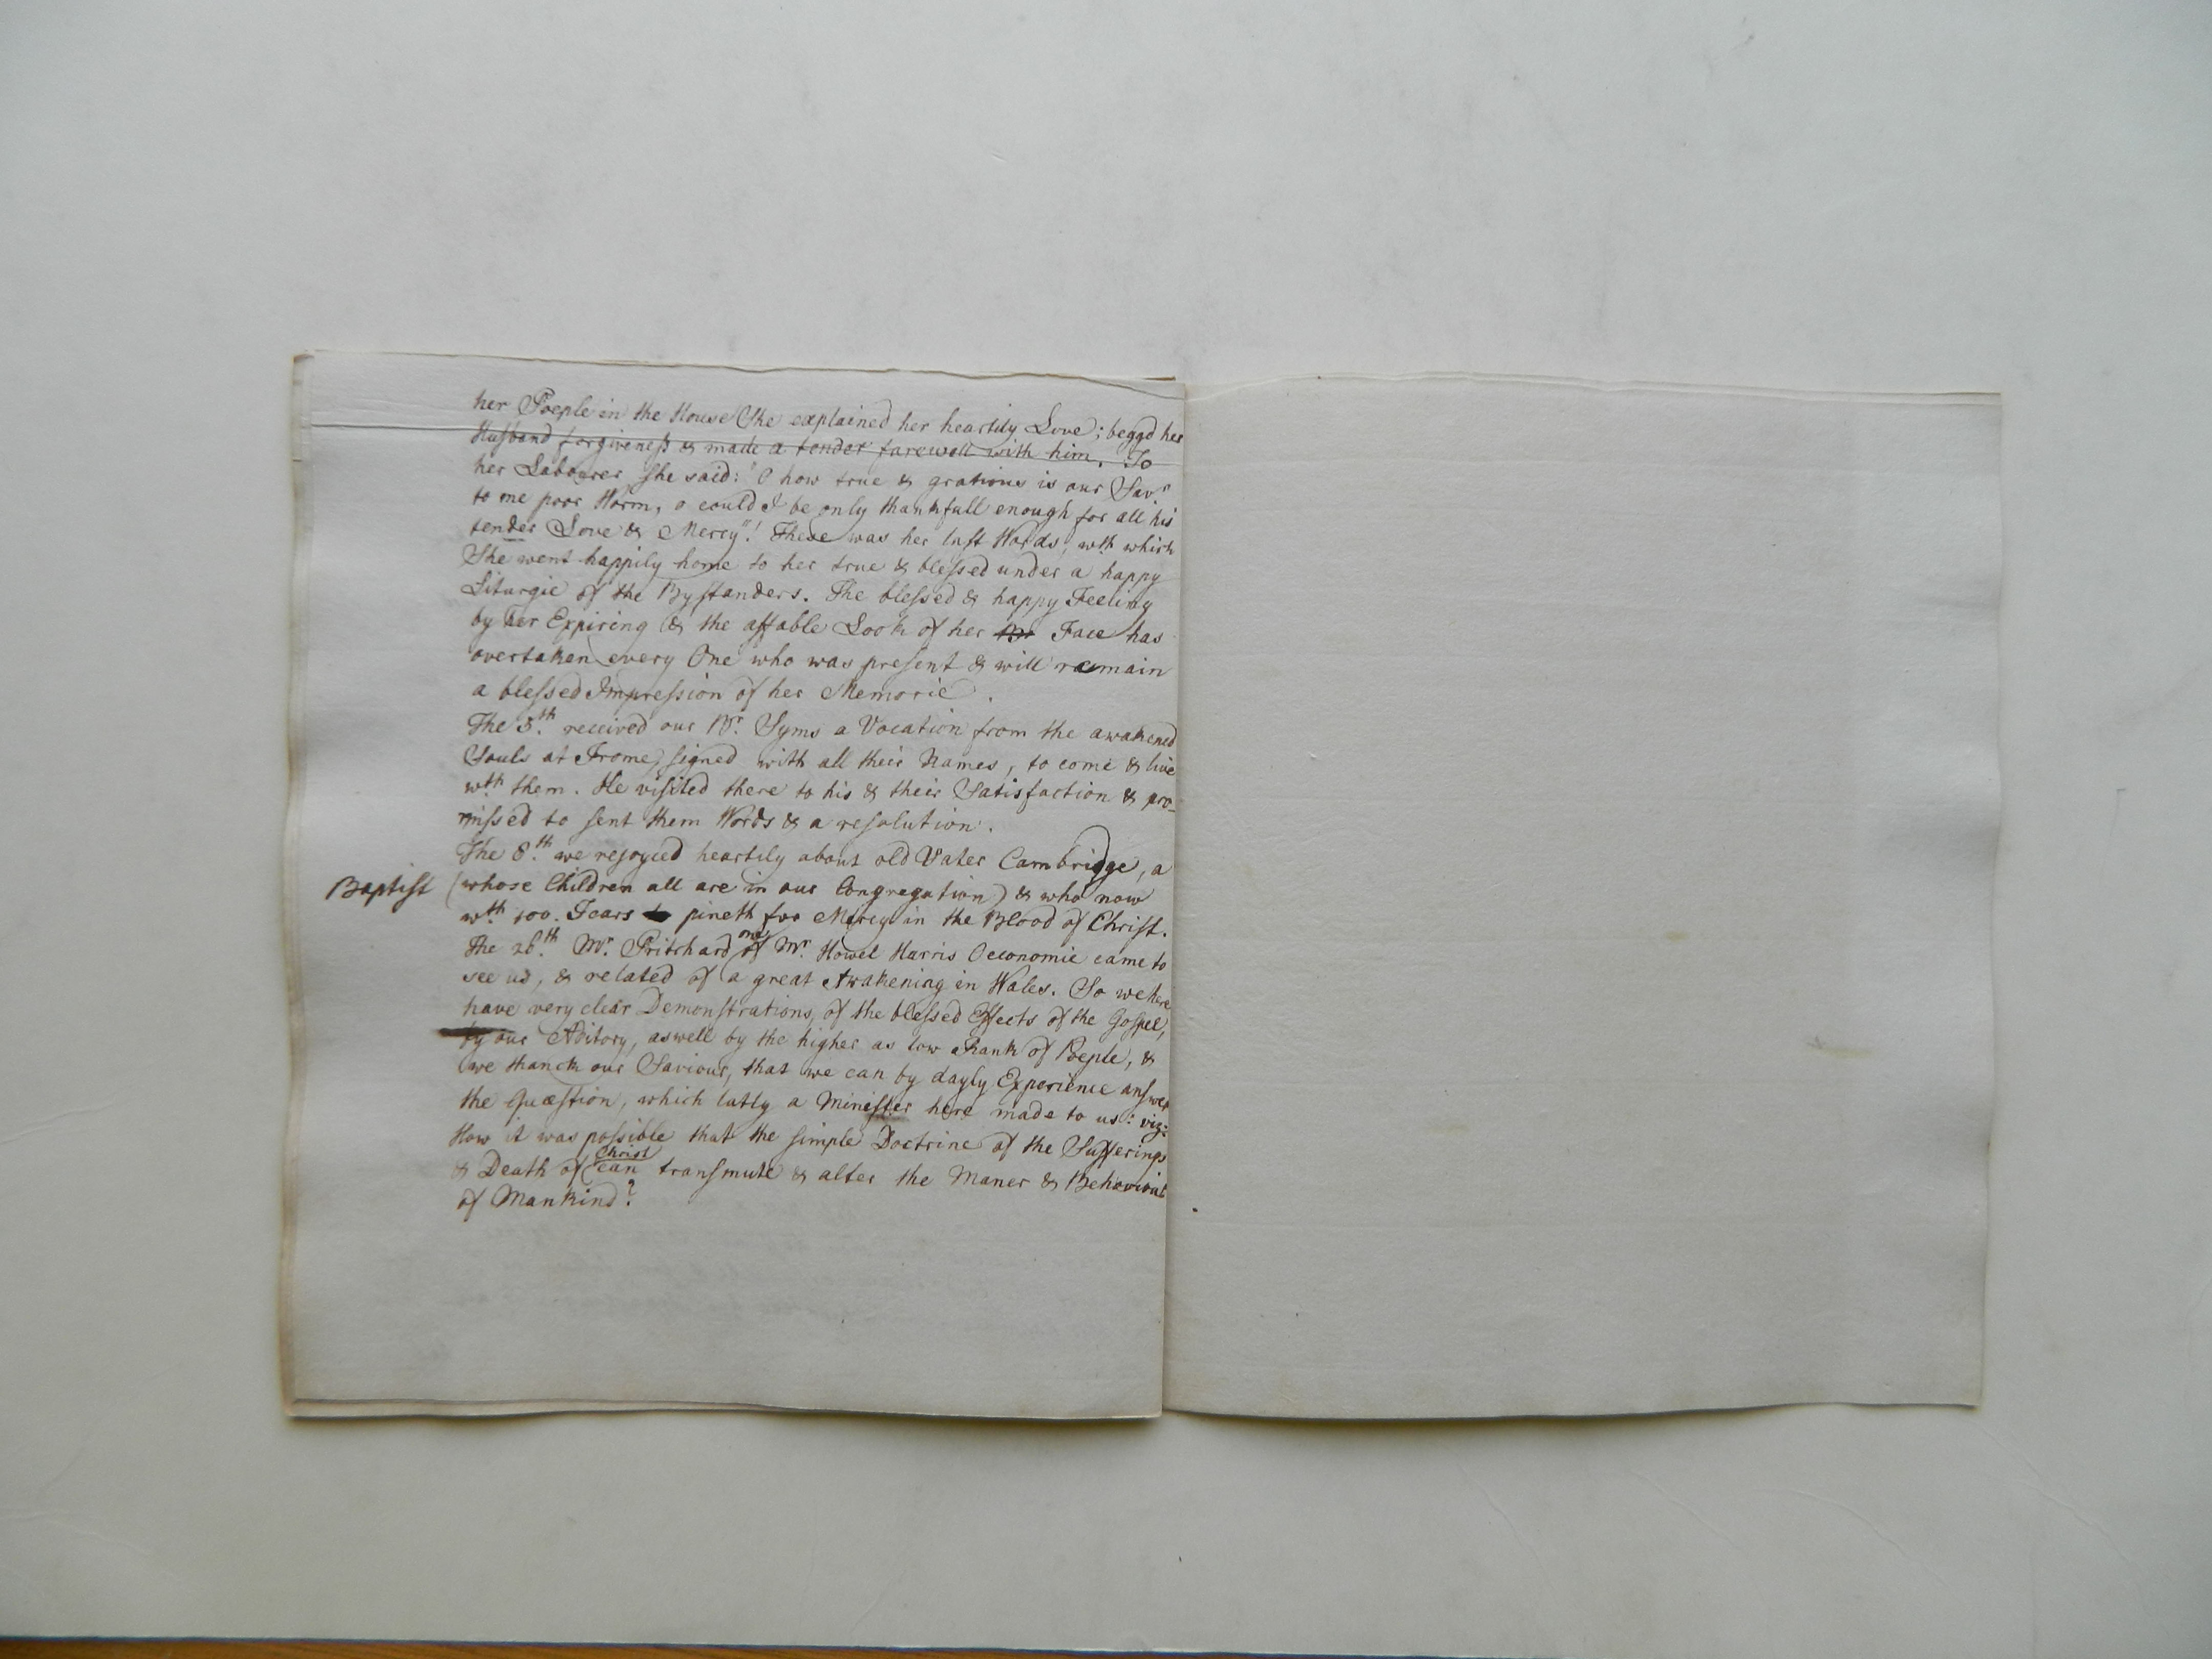 her Poeple in the House She explained her heartily Love; beggd her
Husband forgiveness & made a tender farewell with him. To
her Labourer she said: "O how true & gratious is our Savr
to me poor Worm, o could I be only thankfull enough for all his
tender Love & Mercy"! These was her last Words, wth which
She went happily home to her true & blessed under a happy
Liturgie of the Bystanders. The blessed & happy Feeling
by her Expiring & the affable Look of her Face has
overtaken every One who was present & will remain
a blessed Impression of her Memorie.
The 5th received our Br. Syms a Vocation from the awakened
Souls at Frome, signed with all their Names, to come & live
wth them. He visited there to his & their Satisfaction & pro-
missed to sent them Words & a resolution.
The 8th we rejoyced heartily about old Vater Cambridge, a
Baptist (whose Children all are in our Congregation) & who now
wth 100. Tears pineth for Mercy in the Blood of Christ.
The 26th Mr. Pritchard one of Mr. Howel Harris Oeconomie came to
see us, & related of a great Awakening in Wales. So we here
have very clear Demonstrations, of the blessed Effects of the Gospel,
by our Aditory, aswell by the higher as low Rank of Poeple, &
we thanck our Saviour, that we can by dayly Experience answer
the Quæstion, which latly a Minister here made to us: viz:
How it was possible that the simple Doctrine of the Sufferings
& Death of Christ can transmute & alter the Maner & Behaviour
of Mankind?